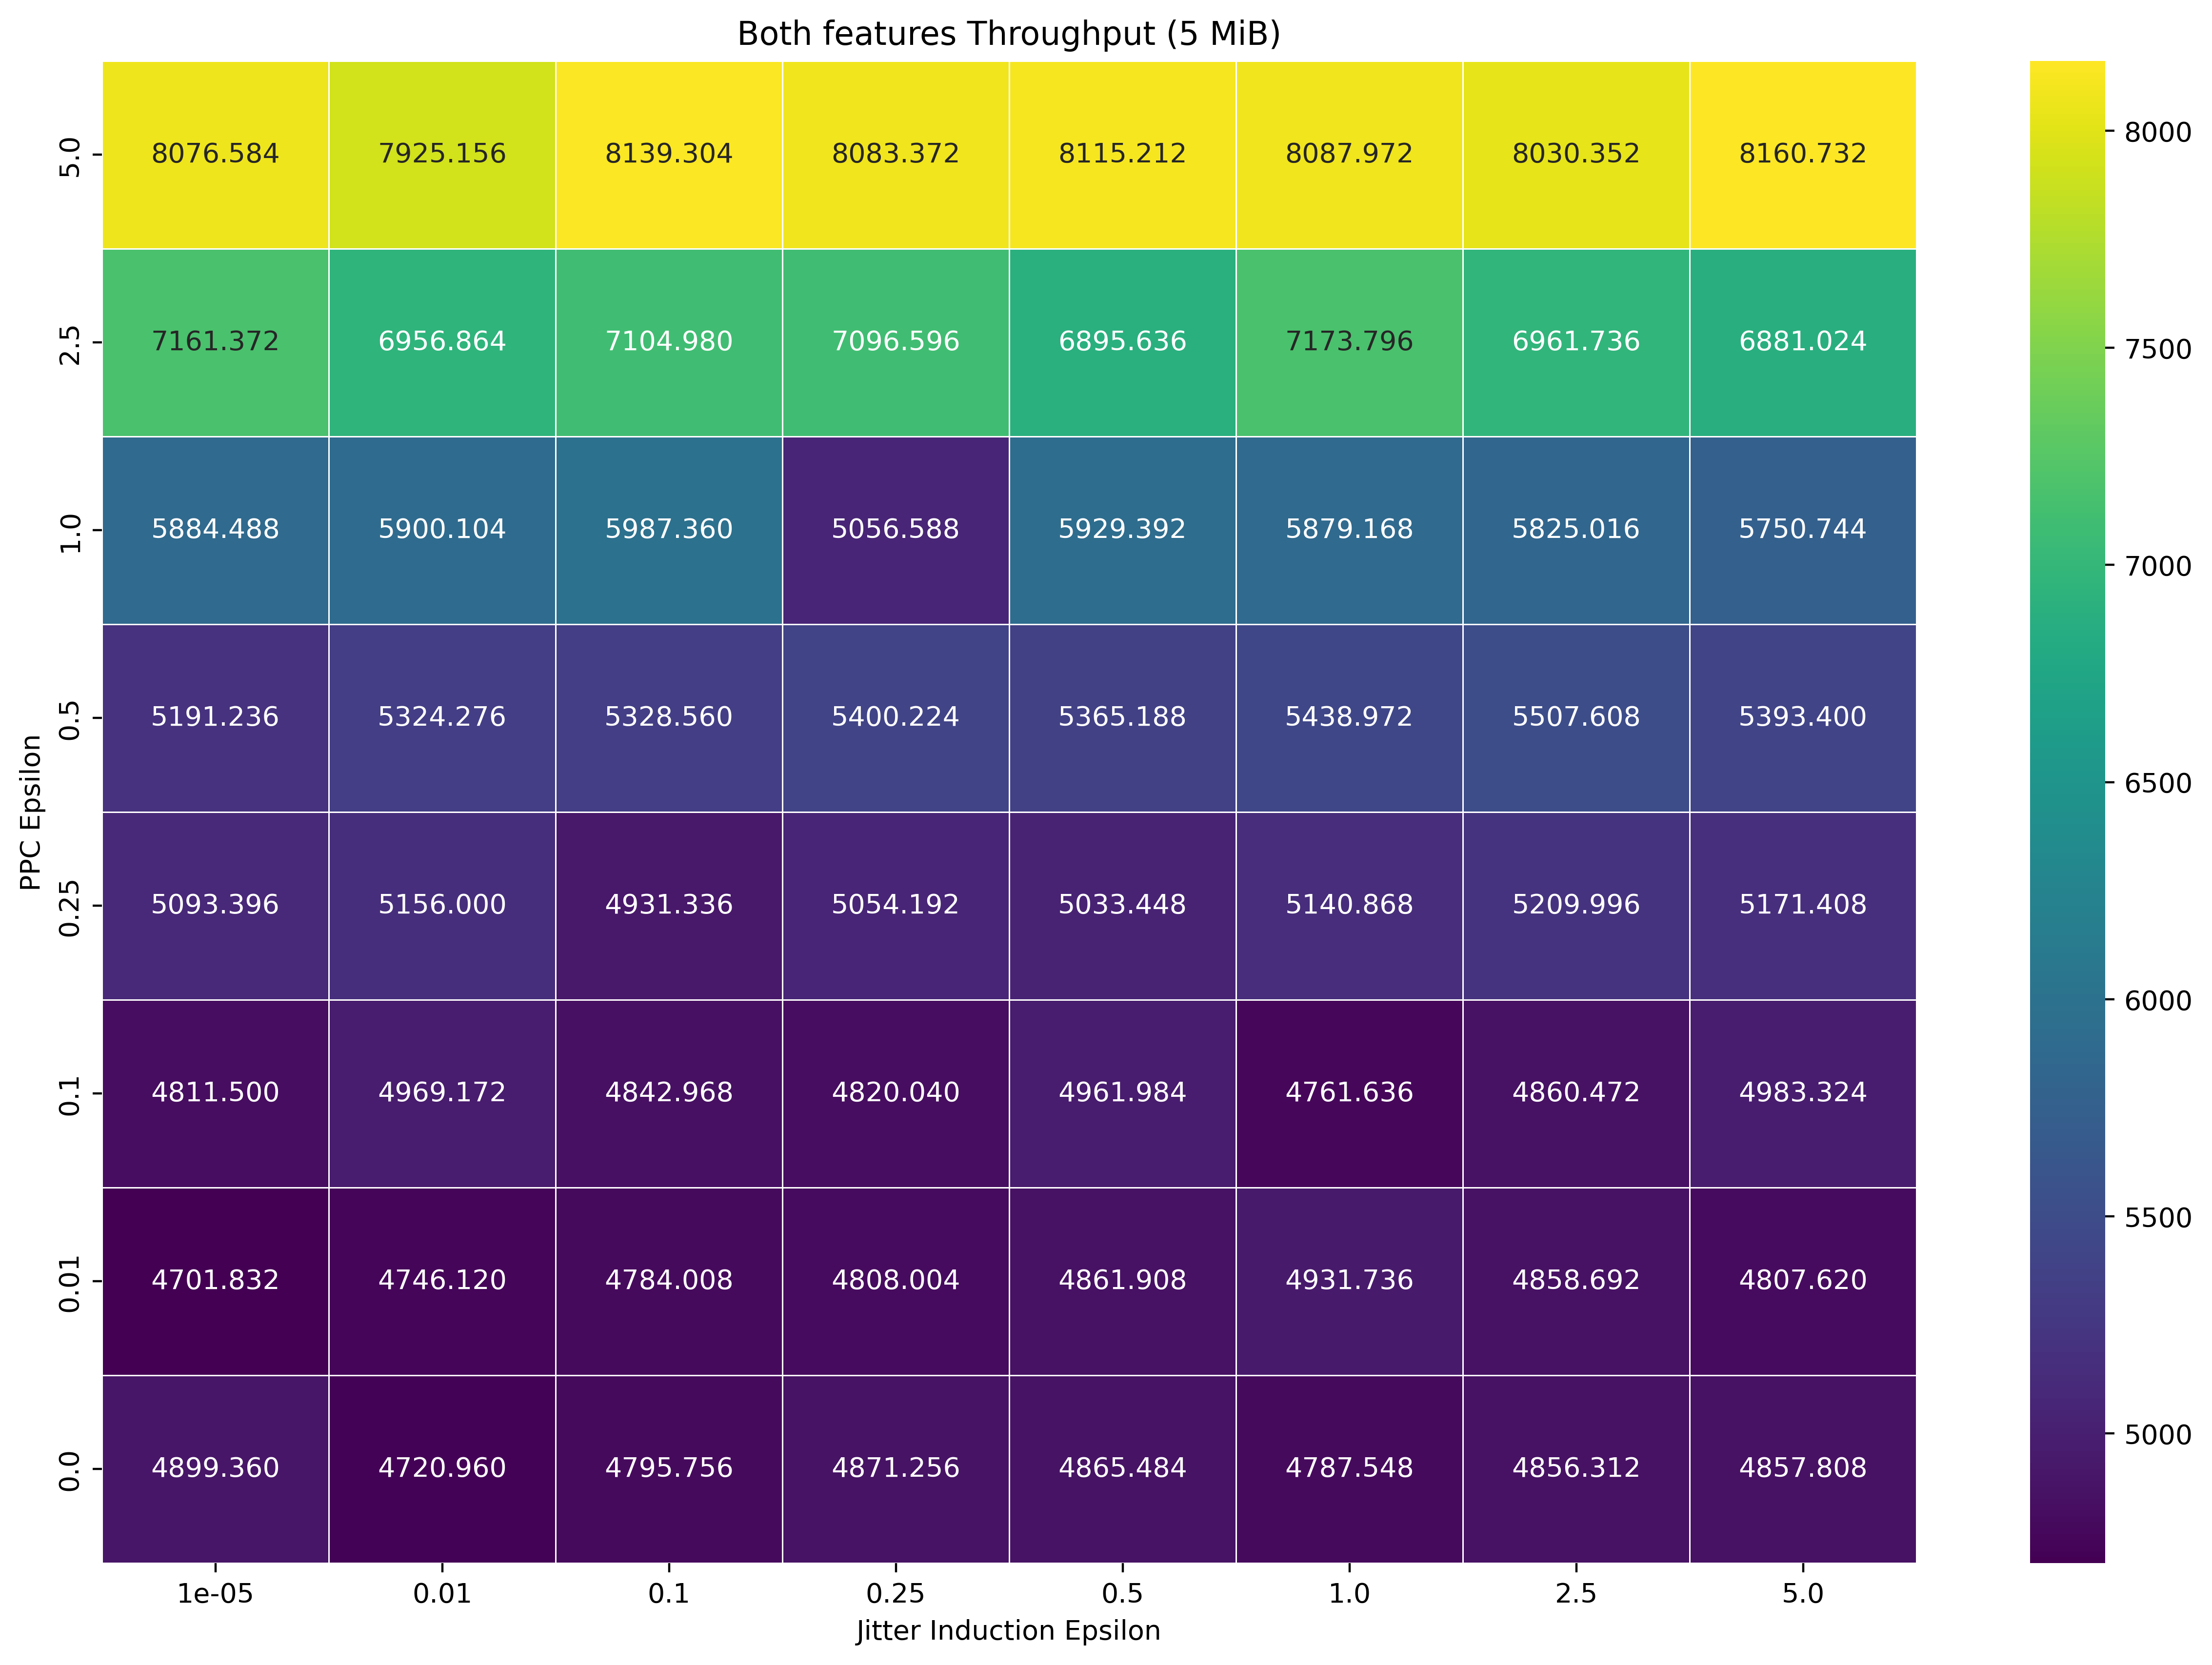 Both features Throughput (5 MiB)
5.0 8076.584 7925.156 8139.304 8083.372 8115.212 8087.972 8030.352 8160.732
2.5 7161.372 6956.864 7104.980 7096.596 6895.636 7173.796 6961.736 6881.024
1.0 5884.488 5900.104 5987.360 5056.588 5929.392 5879.168 5825.016 5750.744
0.5 5191.236 5324.276 5328.560 5400.224 5365.188 5438.972 5507.608 5393.400
0.25 5093.396 5156.000 4931.336 5054.192 5033.448 5140.868 5209.996 5171.408
0.1 4811.500 4969.172 4842.968 4820.040 4961.984 4761.636 4860.472 4983.324
0.01 4701.832 4746.120 4784.008 4808.004 4861.908 4931.736 4858.692 4807.620
0.0 4899.360 4720.960 4795.756 4871.256 4865.484 4787.548 4856.312 4857.808
1e-05 0.01 0.1 0.25 0.5 1.0 2.5 5.0
Jitter Induction Epsilon
PPC Epsilon
8000
7500
7000
6500
6000
5500
5000